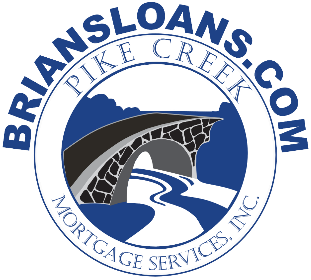 BRIANSLOANS.COM
PIKE CREEK
MORTGAGE SERVICES, INC.